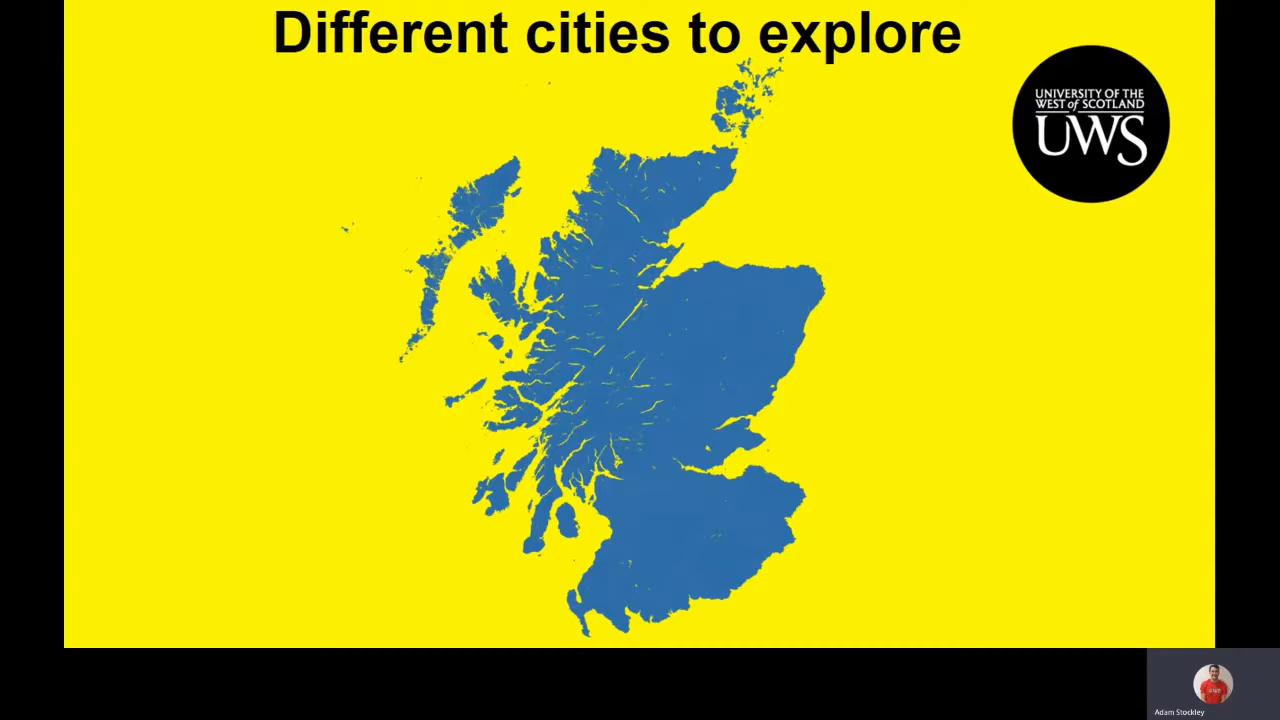 Different cities to explore
UNIVERSITY OF THE
WEST of SCOTLAND
UWS
Adam Stockley